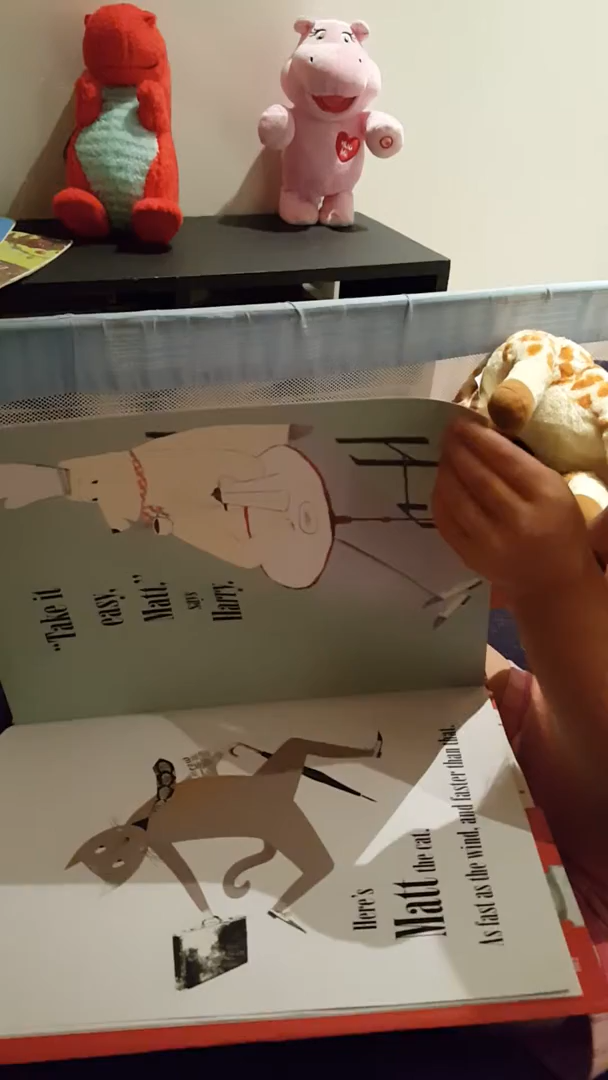 Here's
Matt the cat.
As fast as the wind, and faster than that.
"Take it
easy,
Matt."
says
Harry.